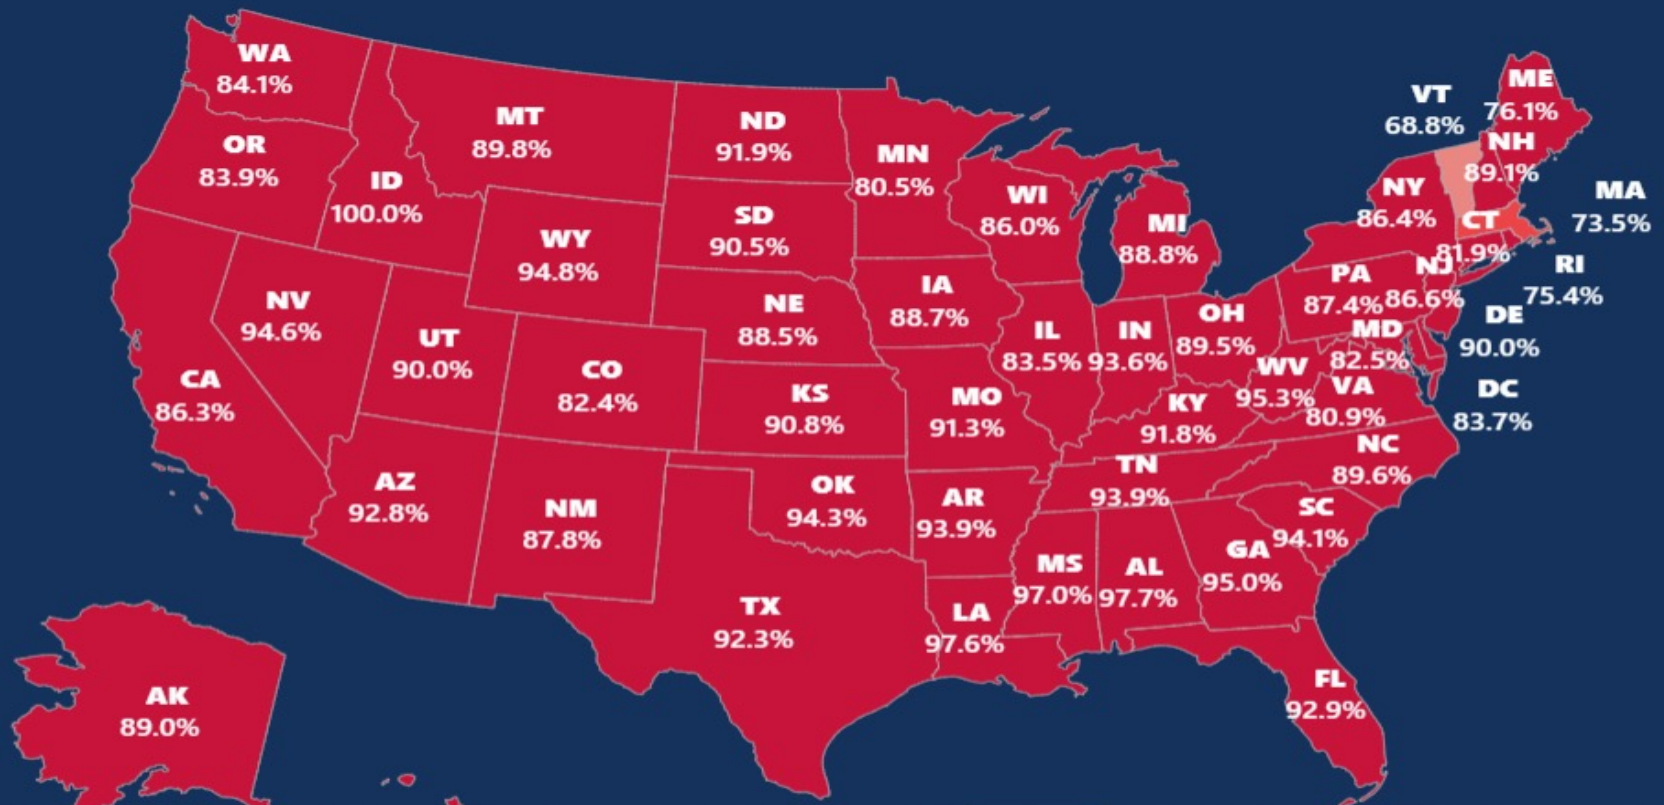 WA
84.1%
OR
83.9%
ID
100.0%
MT
89.8%
ND
91.9%
MN
80.5%
WI
86.0%
MI
88.8%
VT
68.8%
ME
76.1%
NH
89.1%
NY
86.4%
MA
73.5%
CT
81.9%
RI
75.4%
SD
90.5%
WY
94.8%
NV
94.6%
UT
90.0%
CA
86.3%
CO
82.4%
NE
88.5%
IA
88.7%
IL
83.5%
IN
93.6%
OH
89.5%
PA
87.4%
NJ
86.6%
DE
90.0%
MD
82.5%
DC
83.7%
WV
95.3%
VA
80.9%
KY
91.8%
KS
90.8%
MO
91.3%
NC
89.6%
TN
93.9%
AZ
92.8%
NM
87.8%
OK
94.3%
AR
93.9%
SC
94.1%
GA
95.0%
MS
97.0%
AL
97.7%
LA
97.6%
TX
92.3%
FL
92.9%
AK
89.0%